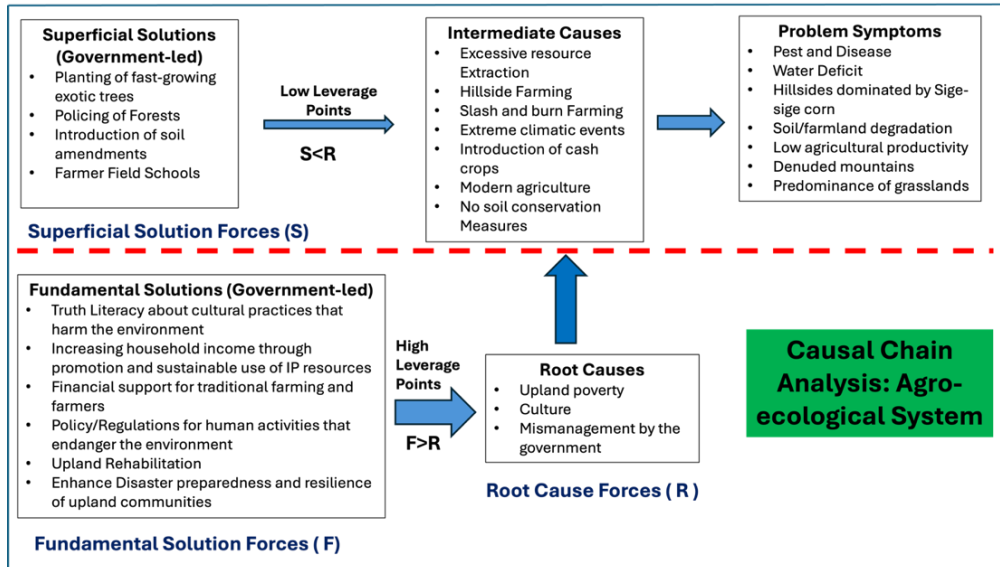 Superficial Solutions
(Government-led)
• Planting of fast-growing
exotic trees
• Policing of Forests
• Introduction of soil
amendments
• Farmer Field Schools
Superficial Solution Forces (S)
Low Leverage
Points
S<R
Intermediate Causes
• Excessive resource
Extraction
• Hillside Farming
• Slash and burn Farming
• Extreme climatic events
• Introduction of cash
crops
• Modern agriculture
• No soil conservation
Measures
Problem Symptoms
• Pest and Disease
• Water Deficit
• Hillsides dominated by Sige-
sige corn
• Soil/farmland degradation
• Low agricultural productivity
• Denuded mountains
• Predominance of grasslands
Fundamental Solutions (Government-led)
• Truth Literacy about cultural practices that
harm the environment
• Increasing household income through
promotion and sustainable use of IP resources
• Financial support for traditional farming and
farmers
• Policy/Regulations for human activities that
endanger the environment
• Upland Rehabilitation
• Enhance Disaster preparedness and resilience
of upland communities
Fundamental Solution Forces ( F)
High
Leverage
Points
F>R
Root Causes
• Upland poverty
• Culture
• Mismanagement by the
government
Root Cause Forces ( R )
Causal Chain
Analysis: Agro-
ecological System